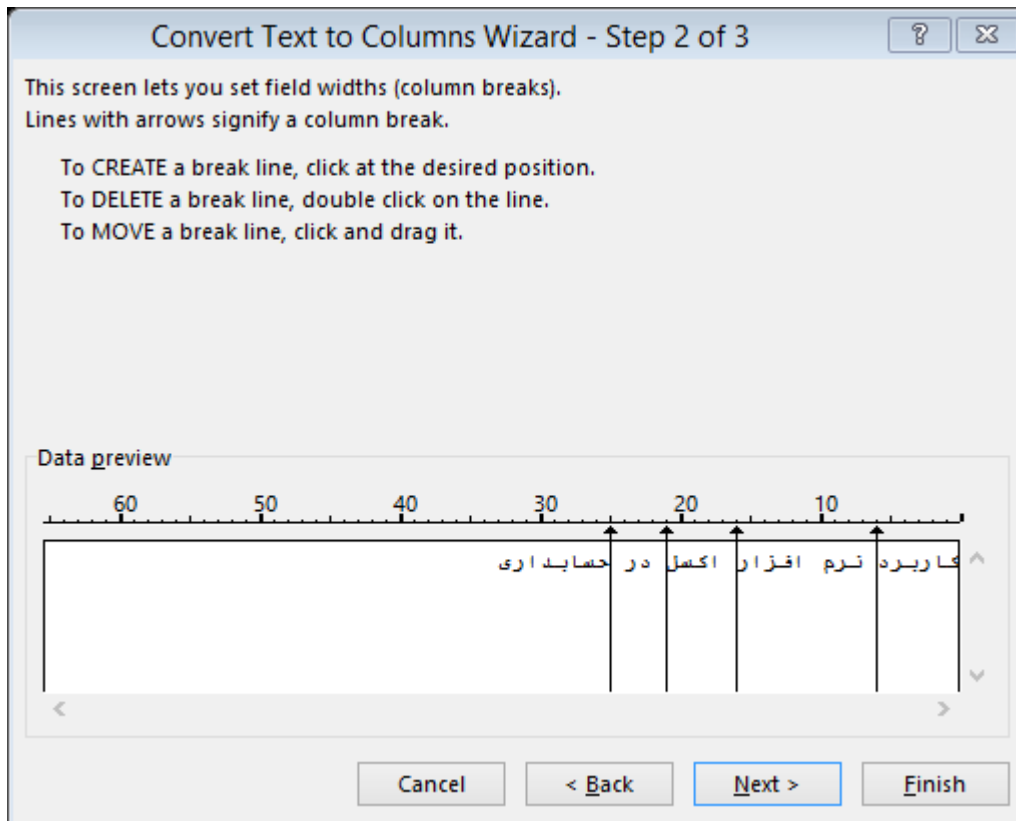 Convert Text to Columns Wizard - Step 2 of 3
This screen lets you set field widths (column breaks).
Lines with arrows signify a column break.
To CREATE a break line, click at the desired position.
To DELETE a break line, double click on the line.
To MOVE a break line, click and drag it.
Data preview
60 50 40 30 20 10
کاربرد نرم افزار اکسل در حسابداری
Cancel < Back Next > Finish